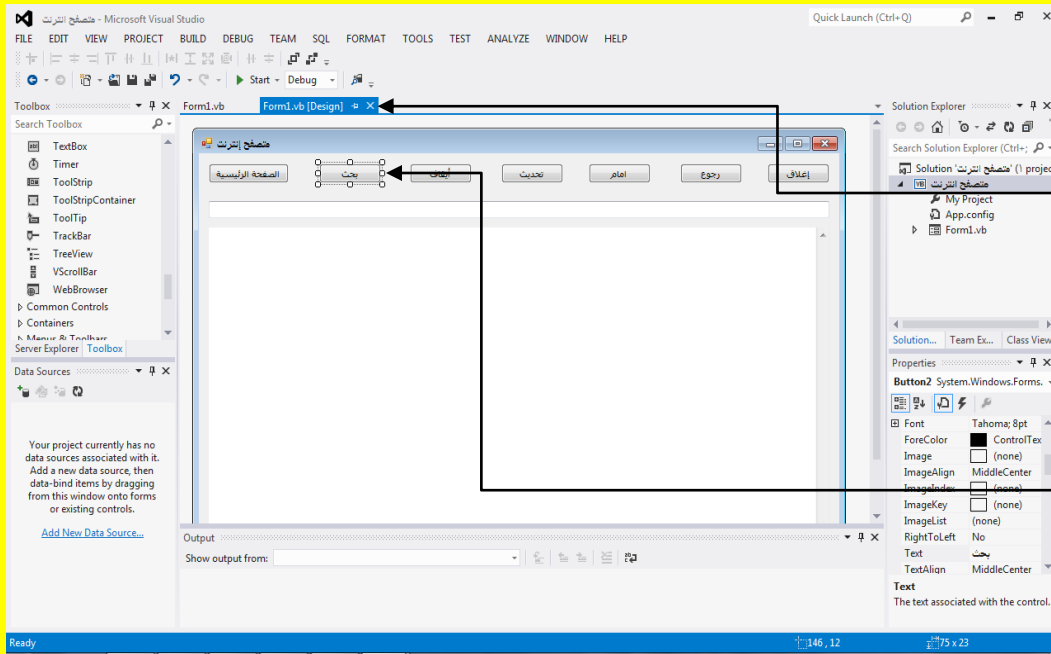 متصفح انترنت - Microsoft Visual Studio
Quick Launch (Ctrl+Q)
FILE EDIT VIEW PROJECT BUILD DEBUG TEAM SQL FORMAT TOOLS TEST ANALYZE WINDOW HELP
Start Debug
Toolbox
Search Toolbox
TextBox
Timer
ToolStrip
ToolStripContainer
ToolTip
TrackBar
TreeView
VScrollBar
WebBrowser
Common Controls
Containers
Menus & Toolbars
Server Explorer Toolbox
Data Sources
Your project currently has no
data sources associated with it.
Add a new data source, then
data-bind items by dragging
from this window onto forms
or existing controls.
Add New Data Source...
Form1.vb Form1.vb [Design]
متصفح إنترنت
الصفحة الرئيسية
بحث
أيقاف
تحديث
امام
رجوع
إغلاق
Output
Show output from:
Solution Explorer
Search Solution Explorer (Ctrl+;
Solution 'متصفح انترنت' (1 projec
متصفح انترنت
My Project
App.config
Form1.vb
Solution... Team Ex... Class View
Properties
Button2 System.Windows.Forms.
Font Tahoma; 8pt
ForeColor ControlTex
Image (none)
ImageAlign MiddleCenter
ImageIndex (none)
ImageKey (none)
ImageList (none)
RightToLeft No
Text بحث
TextAlign MiddleCenter
Text
The text associated with the control.
Ready 146 , 12 75 x 23